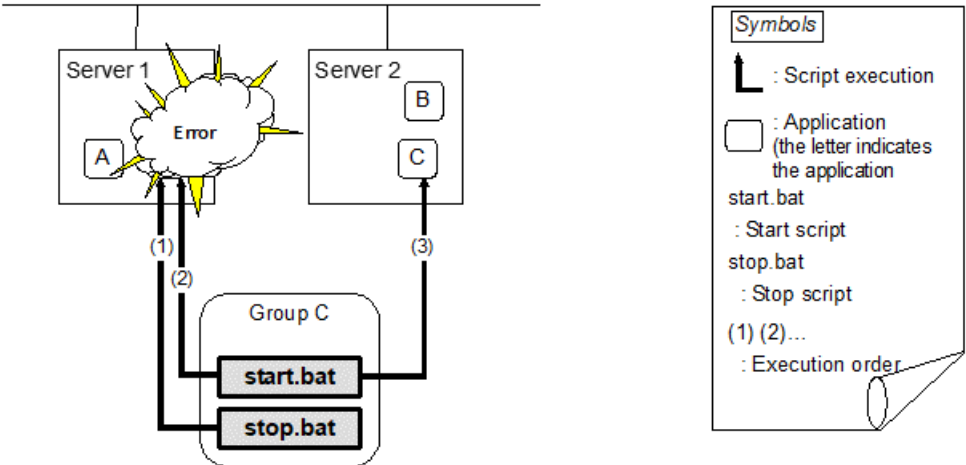 Server 1
Error
A
Server 2
B
C
(1)
(2)
(3)
Group C
start.bat
stop.bat
Symbols
: Script execution
: Application
(the letter indicates
the application
start.bat
: Start script
stop.bat
: Stop script
(1) (2)...
: Execution order